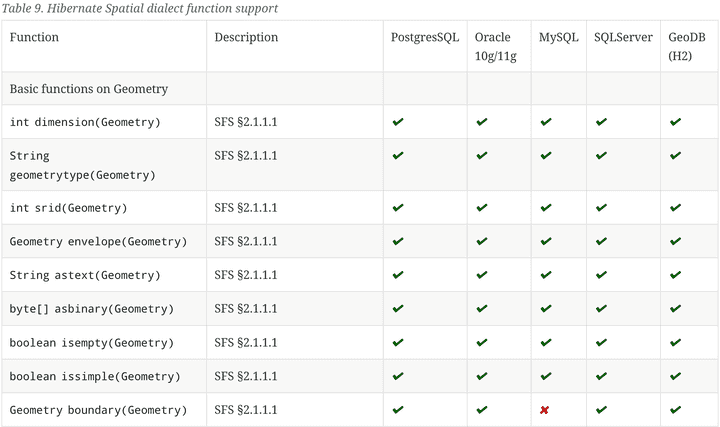 Table 9. Hibernate Spatial dialect function support
Function Description PostgresSQL Oracle 10g/11g MySQL SQLServer GeoDB (H2)
Basic functions on Geometry
int dimension(Geometry) SFS §2.1.1.1 ✔ ✔ ✔ ✔ ✔
String geometrytype(Geometry) SFS §2.1.1.1 ✔ ✔ ✔ ✔ ✔
int srid(Geometry) SFS §2.1.1.1 ✔ ✔ ✔ ✔ ✔
Geometry envelope(Geometry) SFS §2.1.1.1 ✔ ✔ ✔ ✔ ✔
String astext(Geometry) SFS §2.1.1.1 ✔ ✔ ✔ ✔ ✔
byte[] asbinary(Geometry) SFS §2.1.1.1 ✔ ✔ ✔ ✔ ✔
boolean isempty(Geometry) SFS §2.1.1.1 ✔ ✔ ✔ ✔ ✔
boolean issimple(Geometry) SFS §2.1.1.1 ✔ ✔ ✔ ✔ ✔
Geometry boundary(Geometry) SFS §2.1.1.1 ✔ ✔ ✘ ✔ ✔